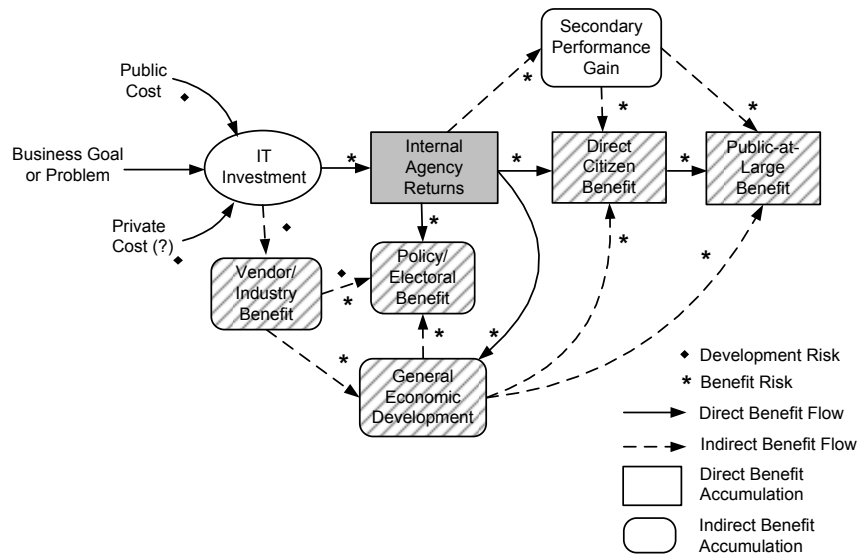 Secondary
Performance
Gain
Public
Cost
Business Goal
or Problem
IT
Investment
Internal
Agency
Returns
Direct
Citizen
Benefit
Public-at-
Large
Benefit
Private
Cost (?)
Vendor/
Industry
Benefit
Policy/
Electoral
Benefit
General
Economic
Development
Development Risk
* Benefit Risk
Direct Benefit Flow
Indirect Benefit Flow
Direct Benefit
Accumulation
Indirect Benefit
Accumulation